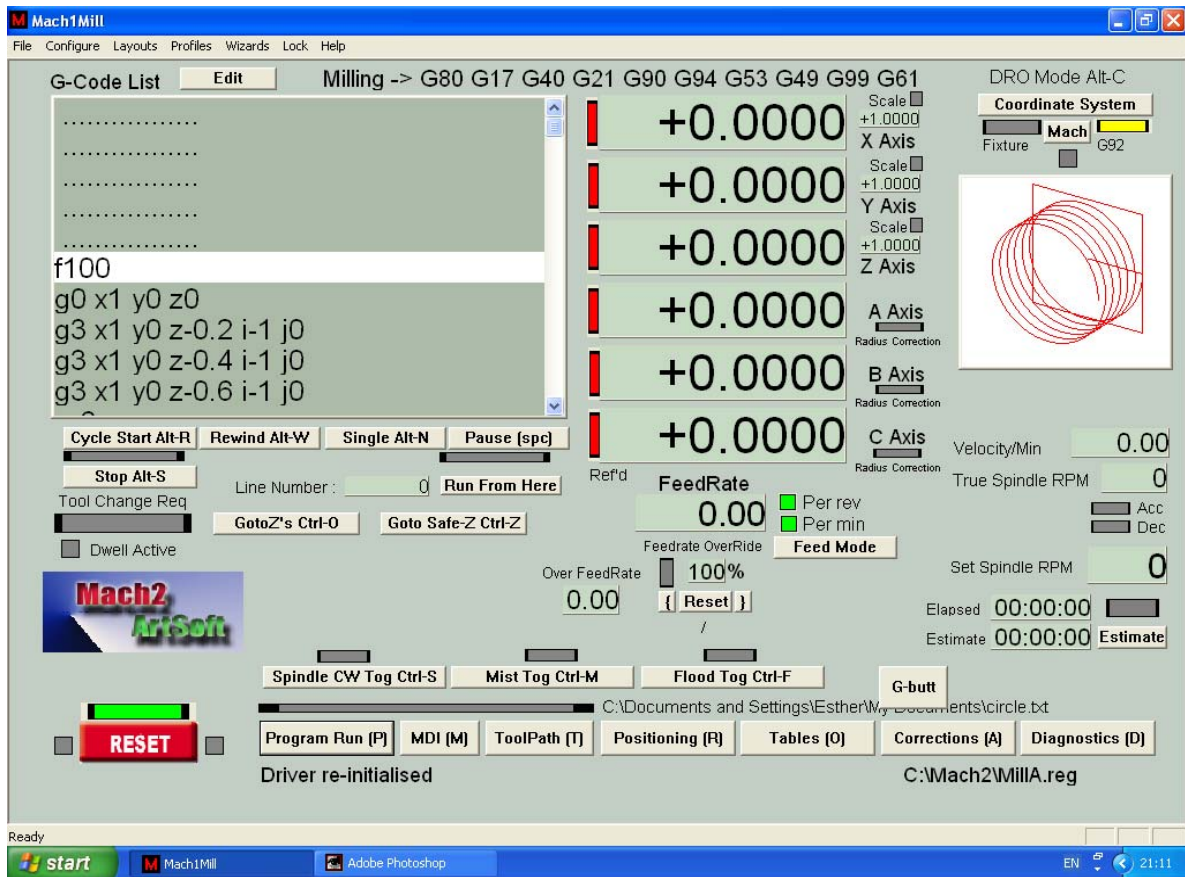 Mach1Mill
File Configure Layouts Profiles Wizards Lock Help
G-Code List Edit Milling -> G80 G17 G40 G21 G90 G94 G53 G49 G99 G61 DRO Mode Alt-C
................
................
................
................
................
f100
g0 x1 y0 z0
g3 x1 y0 z-0.2 i-1 j0
g3 x1 y0 z-0.4 i-1 j0
g3 x1 y0 z-0.6 i-1 j0
+0.0000 Scale +1.0000 X Axis
+0.0000 Scale +1.0000 Y Axis
+0.0000 Scale +1.0000 Z Axis
+0.0000 A Axis Radius Correction
+0.0000 B Axis Radius Correction
+0.0000 C Axis Radius Correction
Ref'd
Coordinate System
Fixture Mach G92
Cycle Start Alt-R Rewind Alt-W Single Alt-N Pause (spc)
Stop Alt-S Line Number : 0 Run From Here
Tool Change Req GotoZ's Ctrl-O Goto Safe-Z Ctrl-Z
Dwell Active
FeedRate
0.00 Per rev
Per min
Feedrate OverRide Feed Mode
Over FeedRate 100%
0.00 { Reset }
/
Velocity/Min 0.00
True Spindle RPM 0
Acc
Dec
Set Spindle RPM 0
Elapsed 00:00:00
Estimate 00:00:00 Estimate
Mach2
ArtSoft
Spindle CW Tog Ctrl-S Mist Tog Ctrl-M Flood Tog Ctrl-F G-butt
C:\Documents and Settings\Esther\My Documents\circle.txt
RESET Program Run (P) MDI (M) ToolPath (T) Positioning (R) Tables (O) Corrections (A) Diagnostics (D)
Driver re-initialised C:\Mach2\MillA.reg
Ready
start Mach1Mill Adobe Photoshop EN 21:11